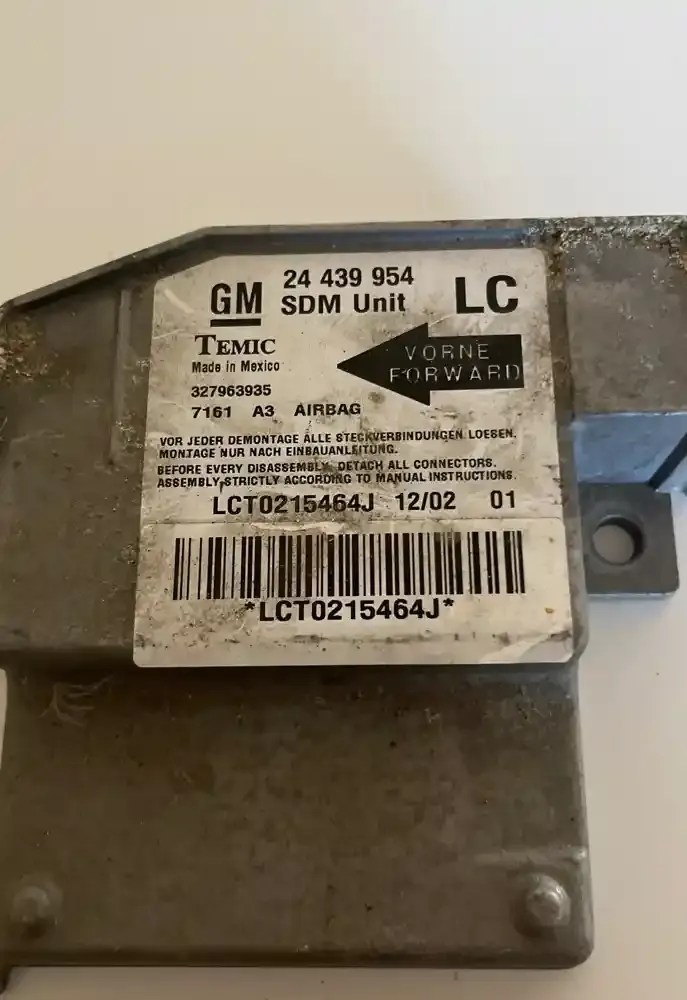 GM 24 439 954 LC
SDM Unit
TEMIC
Made in Mexico
VORNE
FORWARD
327963935
7161 A3 AIRBAG
VOR JEDER DEMONTAGE ALLE STECKVERBINDUNGEN LOESEN.
MONTAGE NUR NACH EINBAUANLEITUNG.
BEFORE EVERY DISASSEMBLY, DETACH ALL CONNECTORS.
ASSEMBLY STRICTLY ACCORDING TO MANUAL INSTRUCTIONS.
LCT0215464J 12/02 01
*LCT0215464J*